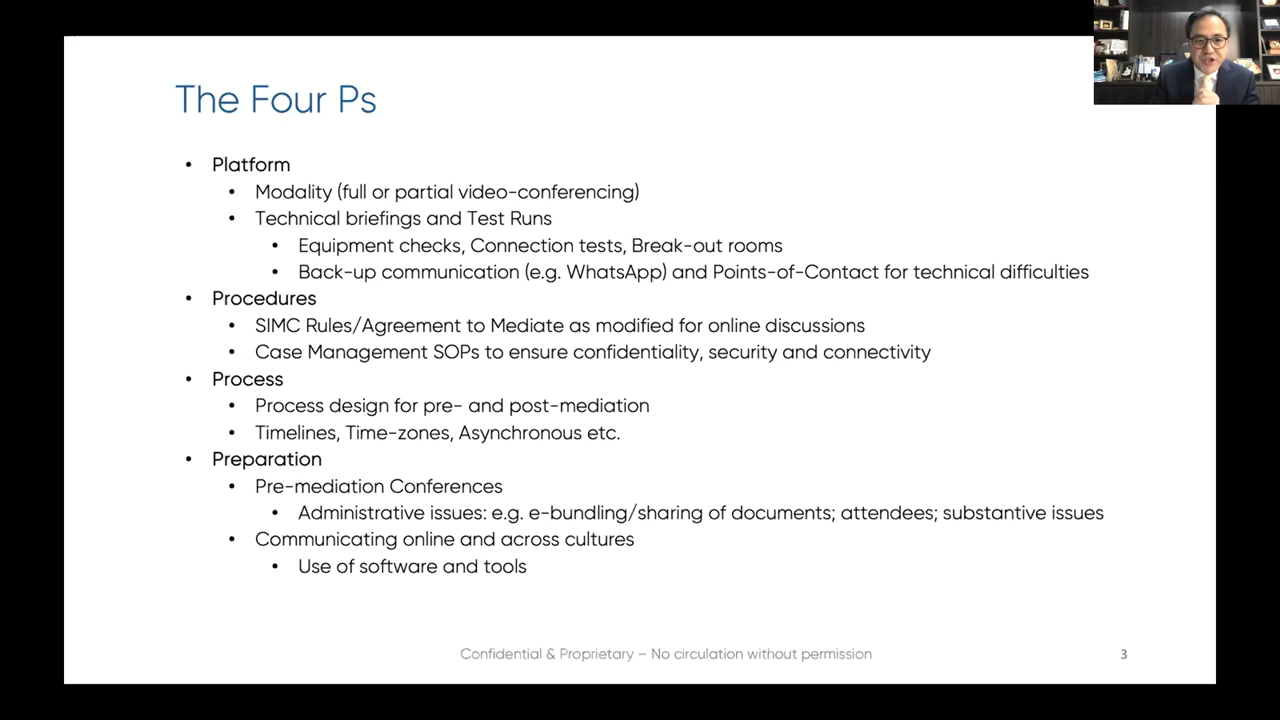 The Four Ps
• Platform
• Modality (full or partial video-conferencing)
• Technical briefings and Test Runs
• Equipment checks, Connection tests, Break-out rooms
• Back-up communication (e.g. WhatsApp) and Points-of-Contact for technical difficulties
• Procedures
• SIMC Rules/Agreement to Mediate as modified for online discussions
• Case Management SOPs to ensure confidentiality, security and connectivity
• Process
• Process design for pre- and post-mediation
• Timelines, Time-zones, Asynchronous etc.
• Preparation
• Pre-mediation Conferences
• Administrative issues: e.g. e-bundling/sharing of documents; attendees; substantive issues
• Communicating online and across cultures
• Use of software and tools
Confidential & Proprietary – No circulation without permission
3